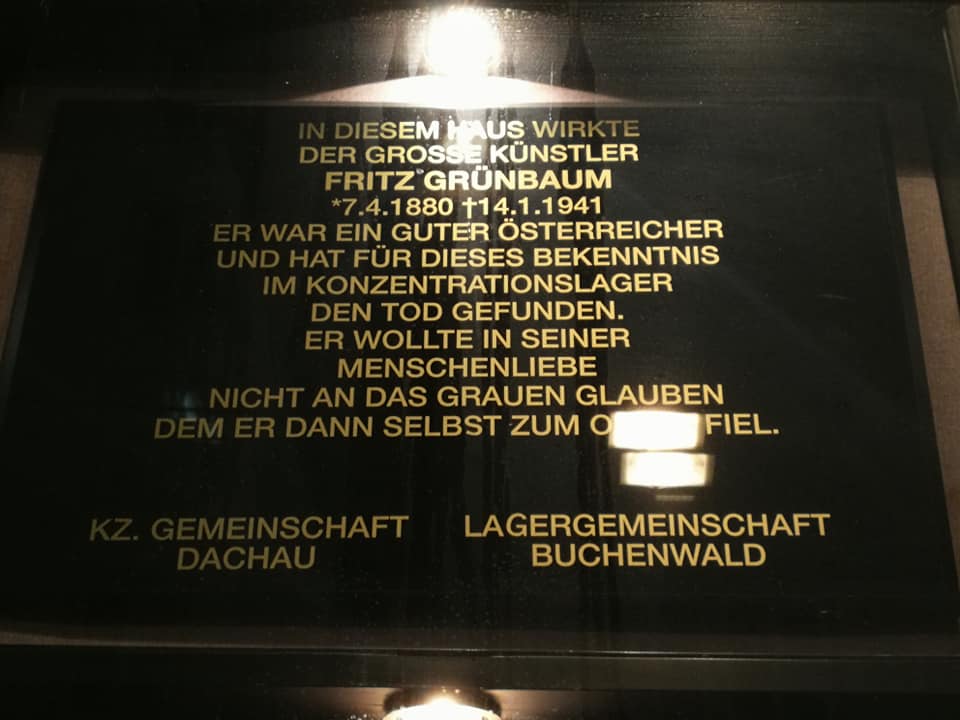 IN DIESEM HAUS WIRKTE
DER GROSSE KÜNSTLER
FRITZ GRÜNBAUM
*7.4.1880 †14.1.1941
ER WAR EIN GUTER ÖSTERREICHER
UND HAT FÜR DIESES BEKENNTNIS
IM KONZENTRATIONSLAGER
DEN TOD GEFUNDEN.
ER WOLLTE IN SEINER
MENSCHENLIEBE
NICHT AN DAS GRAUEN GLAUBEN
DEM ER DANN SELBST ZUM FIEL.
KZ. GEMEINSCHAFT
DACHAU
LAGERGEMEINSCHAFT
BUCHENWALD